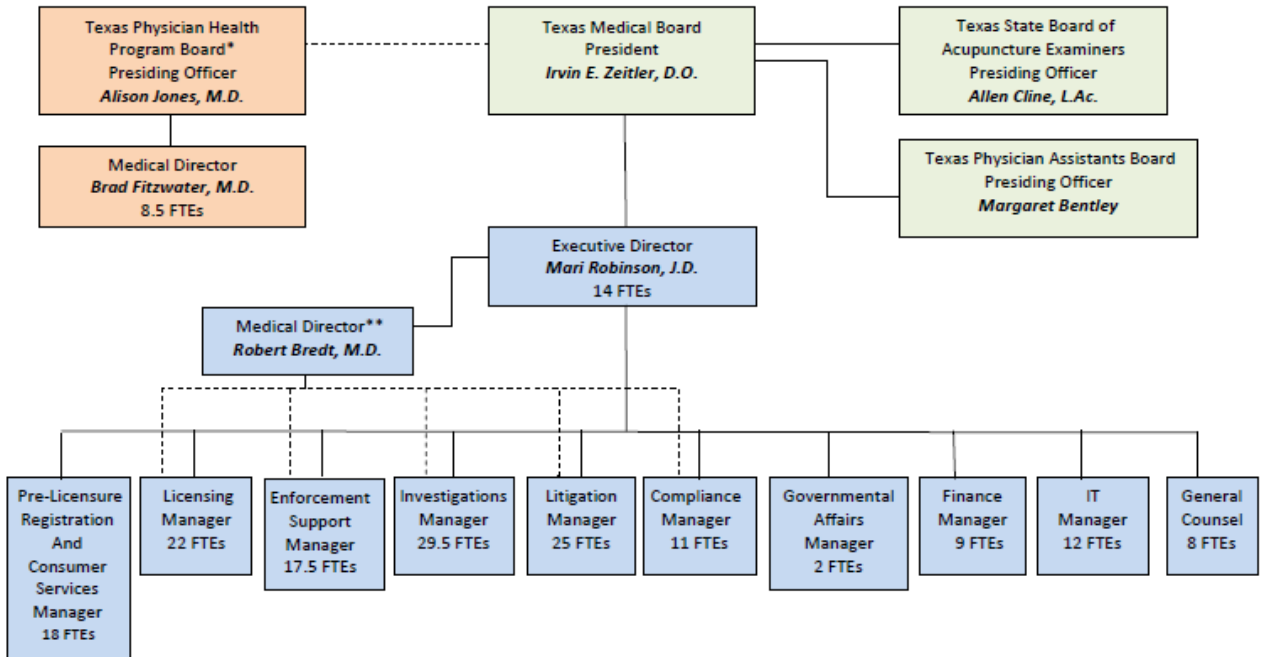 Texas Physician Health
Program Board*
Presiding Officer
Alison Jones, M.D.
Texas Medical Board
President
Irvin E. Zeitler, D.O.
Texas State Board of
Acupuncture Examiners
Presiding Officer
Allen Cline, L.Ac.
Medical Director
Brad Fitzwater, M.D.
8.5 FTEs
Texas Physician Assistants Board
Presiding Officer
Margaret Bentley
Executive Director
Mari Robinson, J.D.
14 FTEs
Medical Director**
Robert Bredt, M.D.
Pre-Licensure
Registration
And
Consumer
Services
Manager
18 FTEs
Licensing
Manager
22 FTEs
Enforcement
Support
Manager
17.5 FTEs
Investigations
Manager
29.5 FTEs
Litigation
Manager
25 FTEs
Compliance
Manager
11 FTEs
Governmental
Affairs
Manager
2 FTEs
Finance
Manager
9 FTEs
IT
Manager
12 FTEs
General
Counsel
8 FTEs